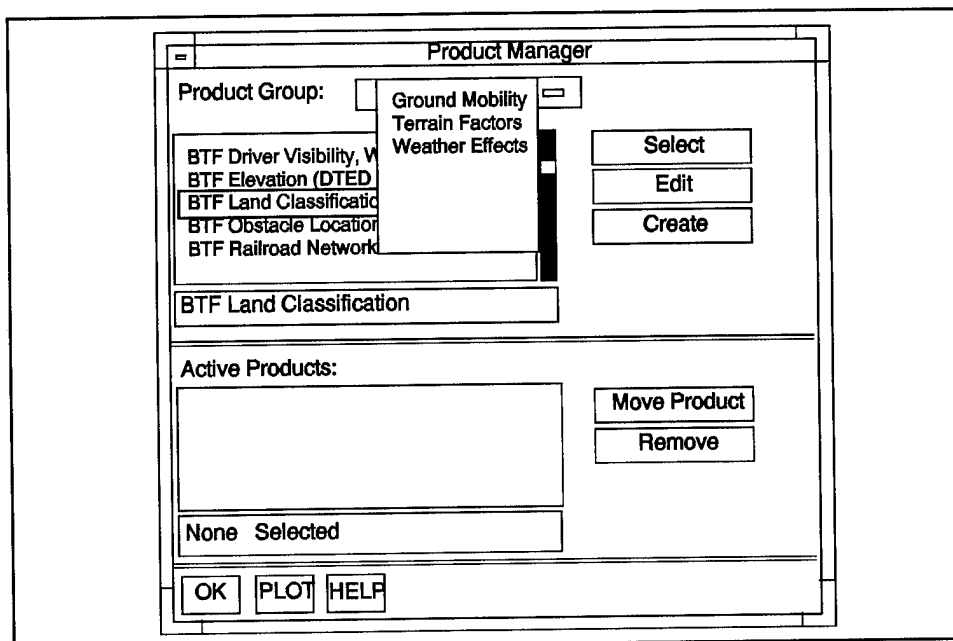 Product Manager
Product Group:
Ground Mobility
Terrain Factors
Weather Effects
BTF Driver Visibility, W
BTF Elevation (DTED
BTF Land Classificatio
BTF Obstacle Location
BTF Railroad Network
Select
Edit
Create
BTF Land Classification
Active Products:
Move Product
Remove
None Selected
OK
PLOT
HELP